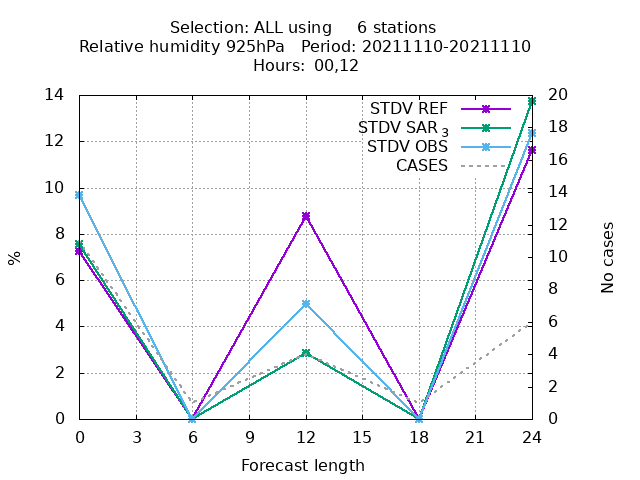 Selection: ALL using     6 stations
Relative humidity 925hPa   Period: 20211110-20211110
Hours: 00,12
14
12
10
8
6
4
2
0
%
20
18
16
14
12
10
8
6
4
2
0
No cases
STDV REF
STDV SAR3
STDV OBS
CASES
0 3 6 9 12 15 18 21 24
Forecast length